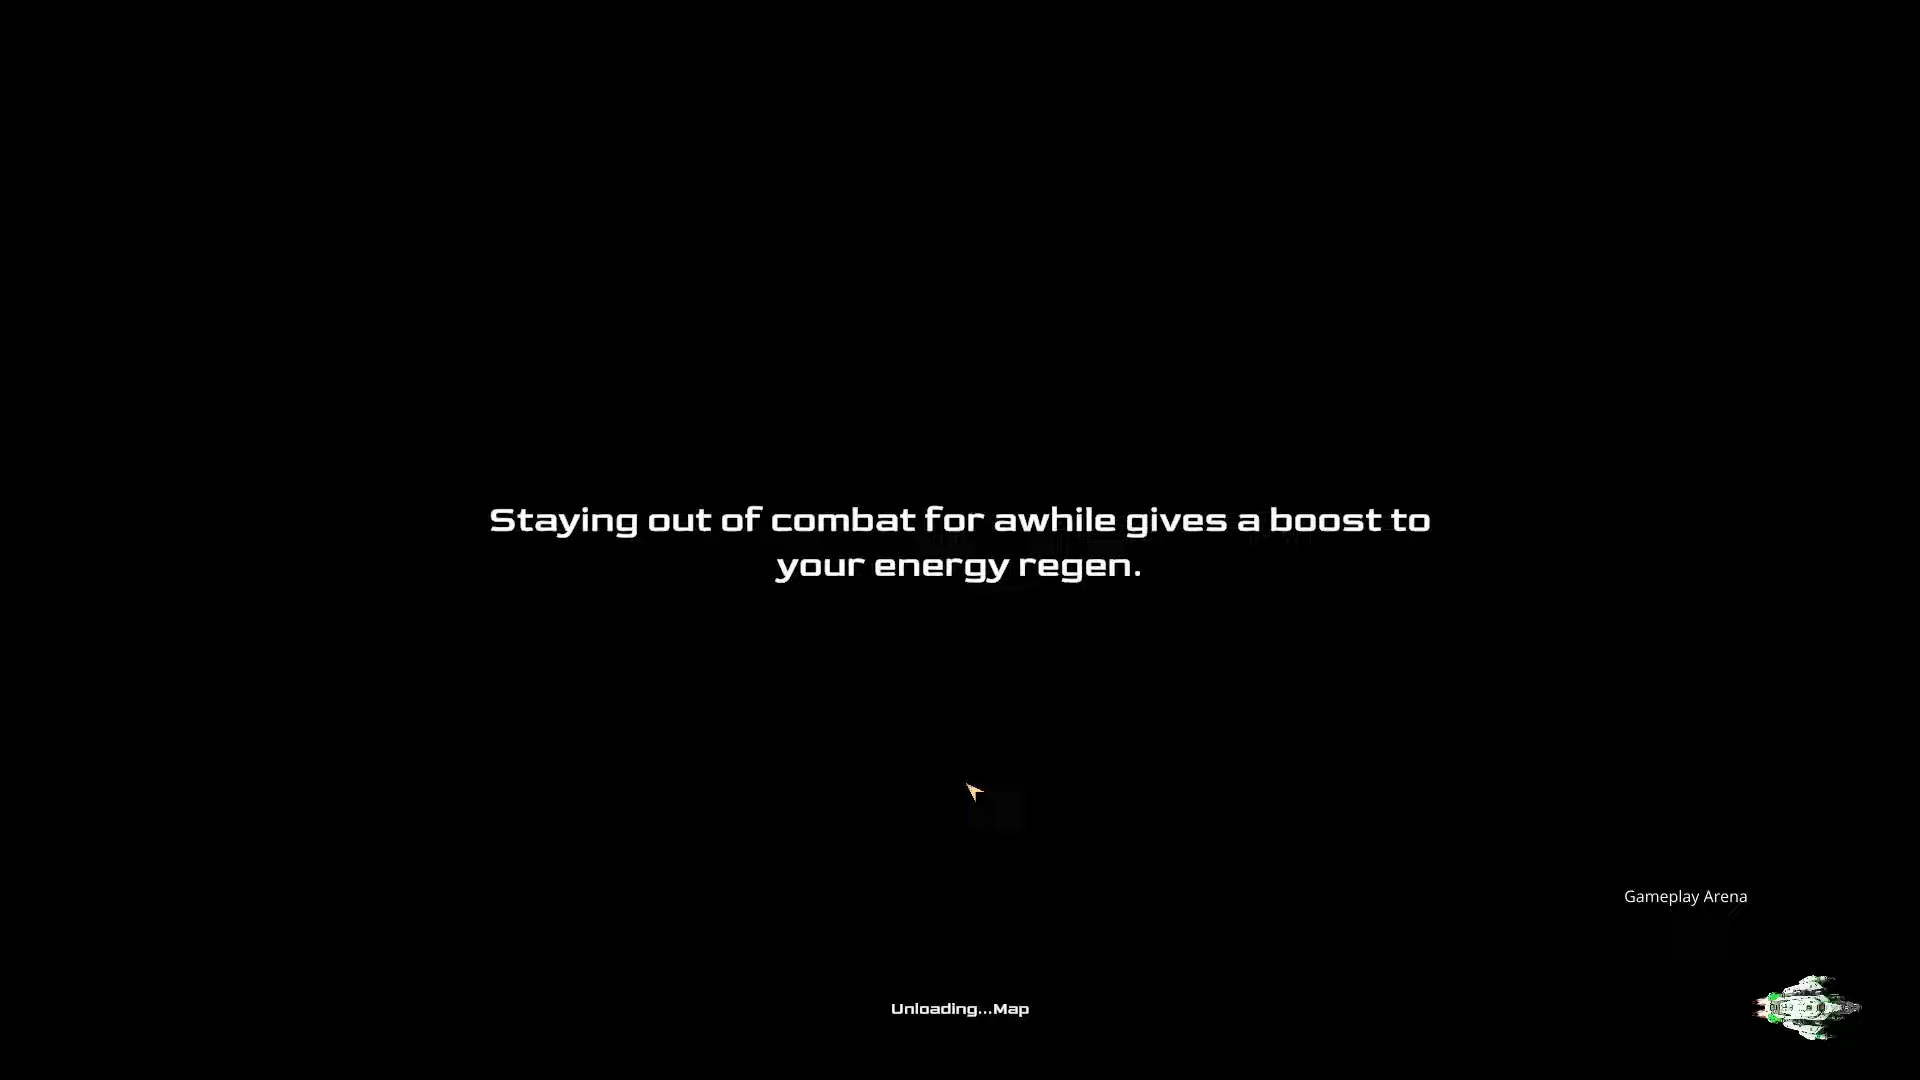 Staying out of combat for awhile gives a boost to
your energy regen.
Gameplay Arena
Unloading...Map